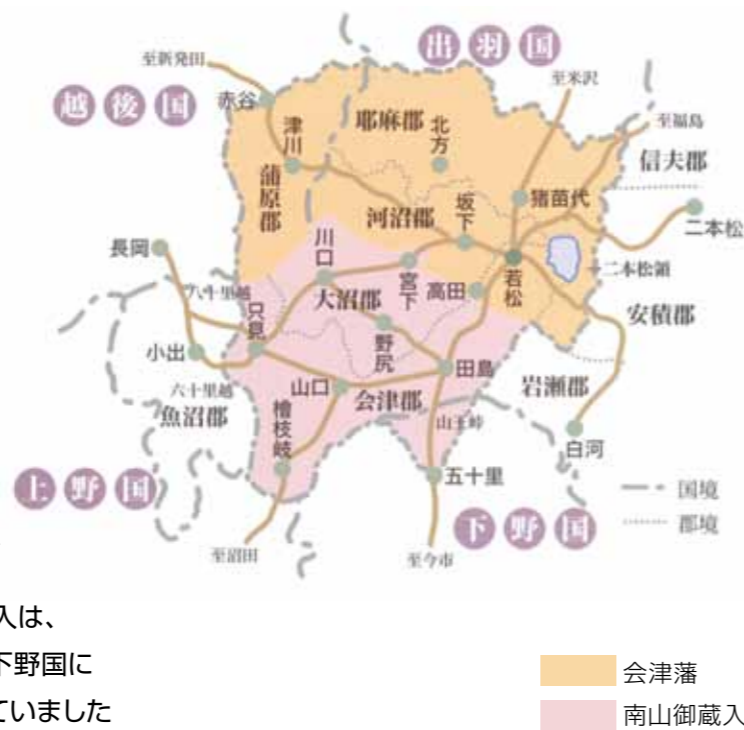 出羽国
至新発田
至米沢
越後国
赤谷
耶麻郡
北方
至福島
津川
信夫郡
蒲原郡
猪苗代
河沼郡
坂下
二本松
川口
長岡
宮下
若松
二本松領
高田
八十里越
大沼郡
只見
安積郡
野尻
小出
田島
山口
岩瀬郡
六十里越
会津郡
魚沼郡
檜枝岐
山王峠
白河
五十里
上野国
国境
下野国
郡境
至沼田
至今市
入は、
下野国に
ていました
会津藩
南山御蔵入